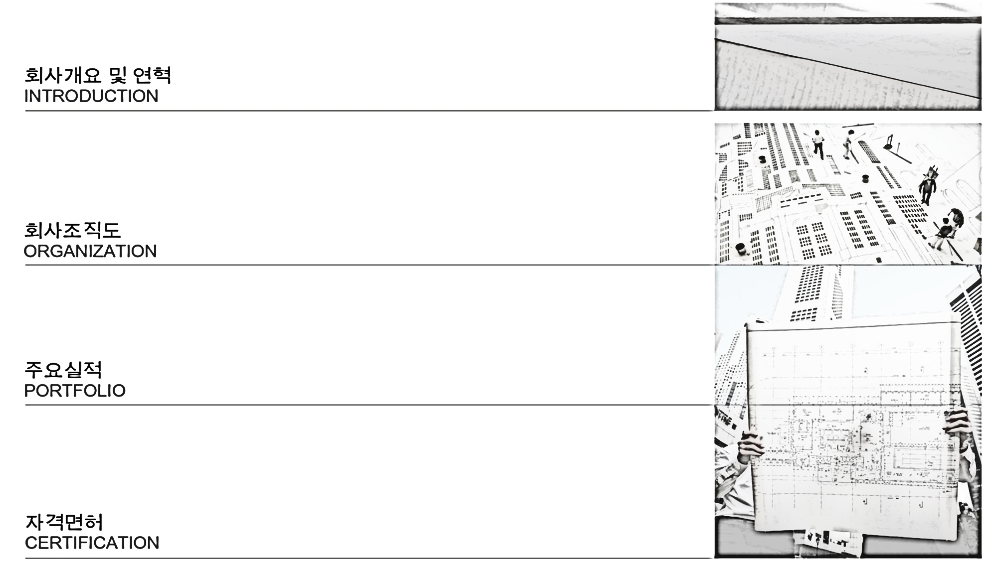 회사개요 및 연혁
INTRODUCTION
회사조직도
ORGANIZATION
주요실적
PORTFOLIO
자격면허
CERTIFICATION